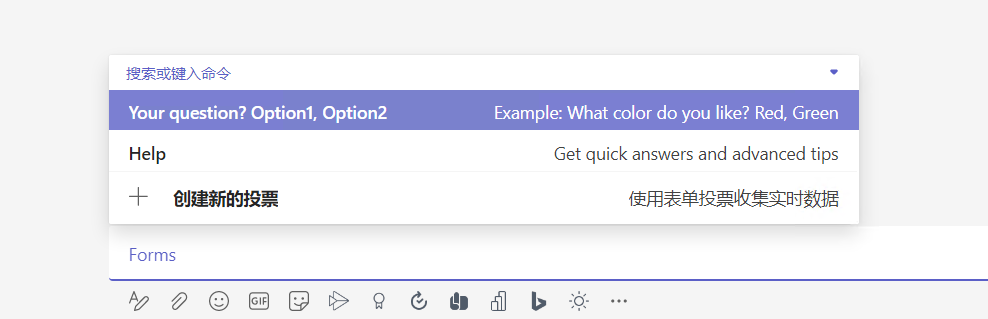 搜索或键入命令
Your question? Option1, Option2 Example: What color do you like? Red, Green
Help Get quick answers and advanced tips
创建新的投票 使用表单投票收集实时数据
Forms
GIF